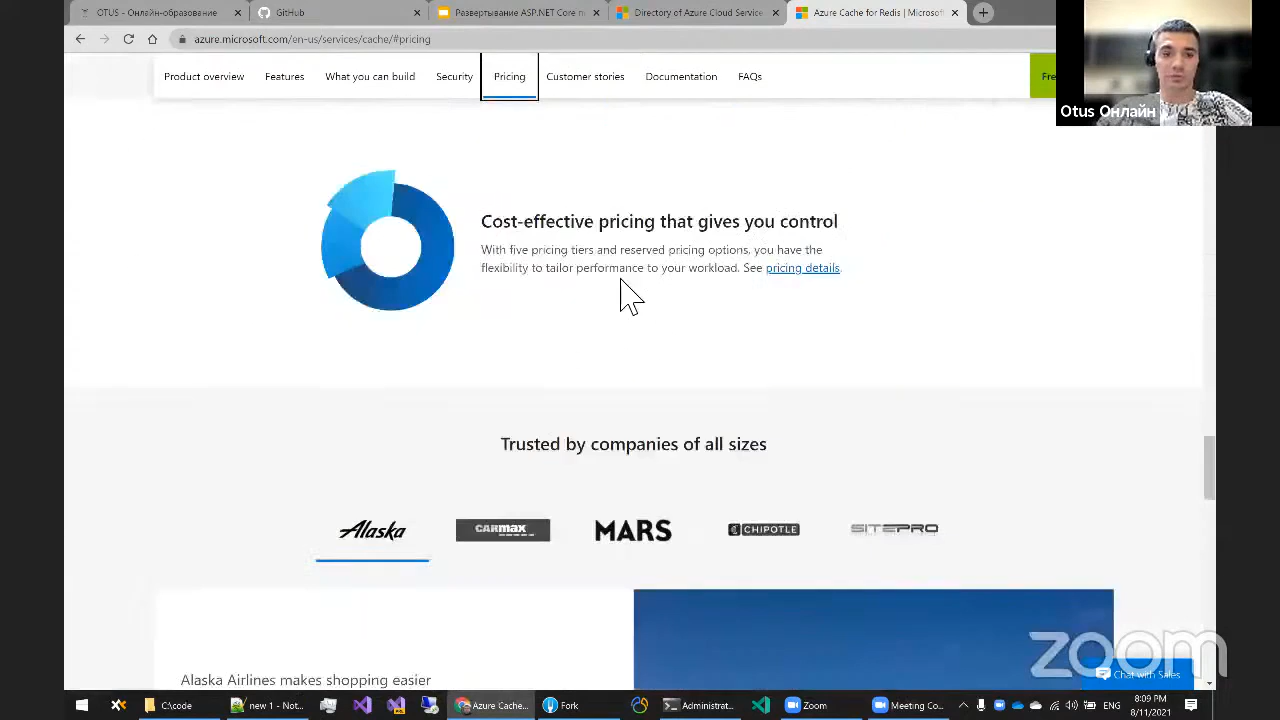 OTUS - Онлайн-образование
GitHub
Развертывание ASP.NET Core п
Directory of Azure Cloud Service
Azure Cache for Redis | Microsof
azure.microsoft.com/en-us/services/cache/#pricing
Product overview
Features
What you can build
Security
Pricing
Customer stories
Documentation
FAQs
Fre
Otus Онлайн
Cost-effective pricing that gives you control
With five pricing tiers and reserved pricing options, you have the
flexibility to tailor performance to your workload. See pricing details.
Trusted by companies of all sizes
Alaska
CARMAX
MARS
CHIPOTLE
SITEPRO
Alaska Airlines makes shopping easier
zoom
Chat with Sales
C:\code
new 1 - Not...
Azure Cache...
Fork
Administrat...
Zoom
Meeting Co...
ENG
8:09 PM
8/11/2021